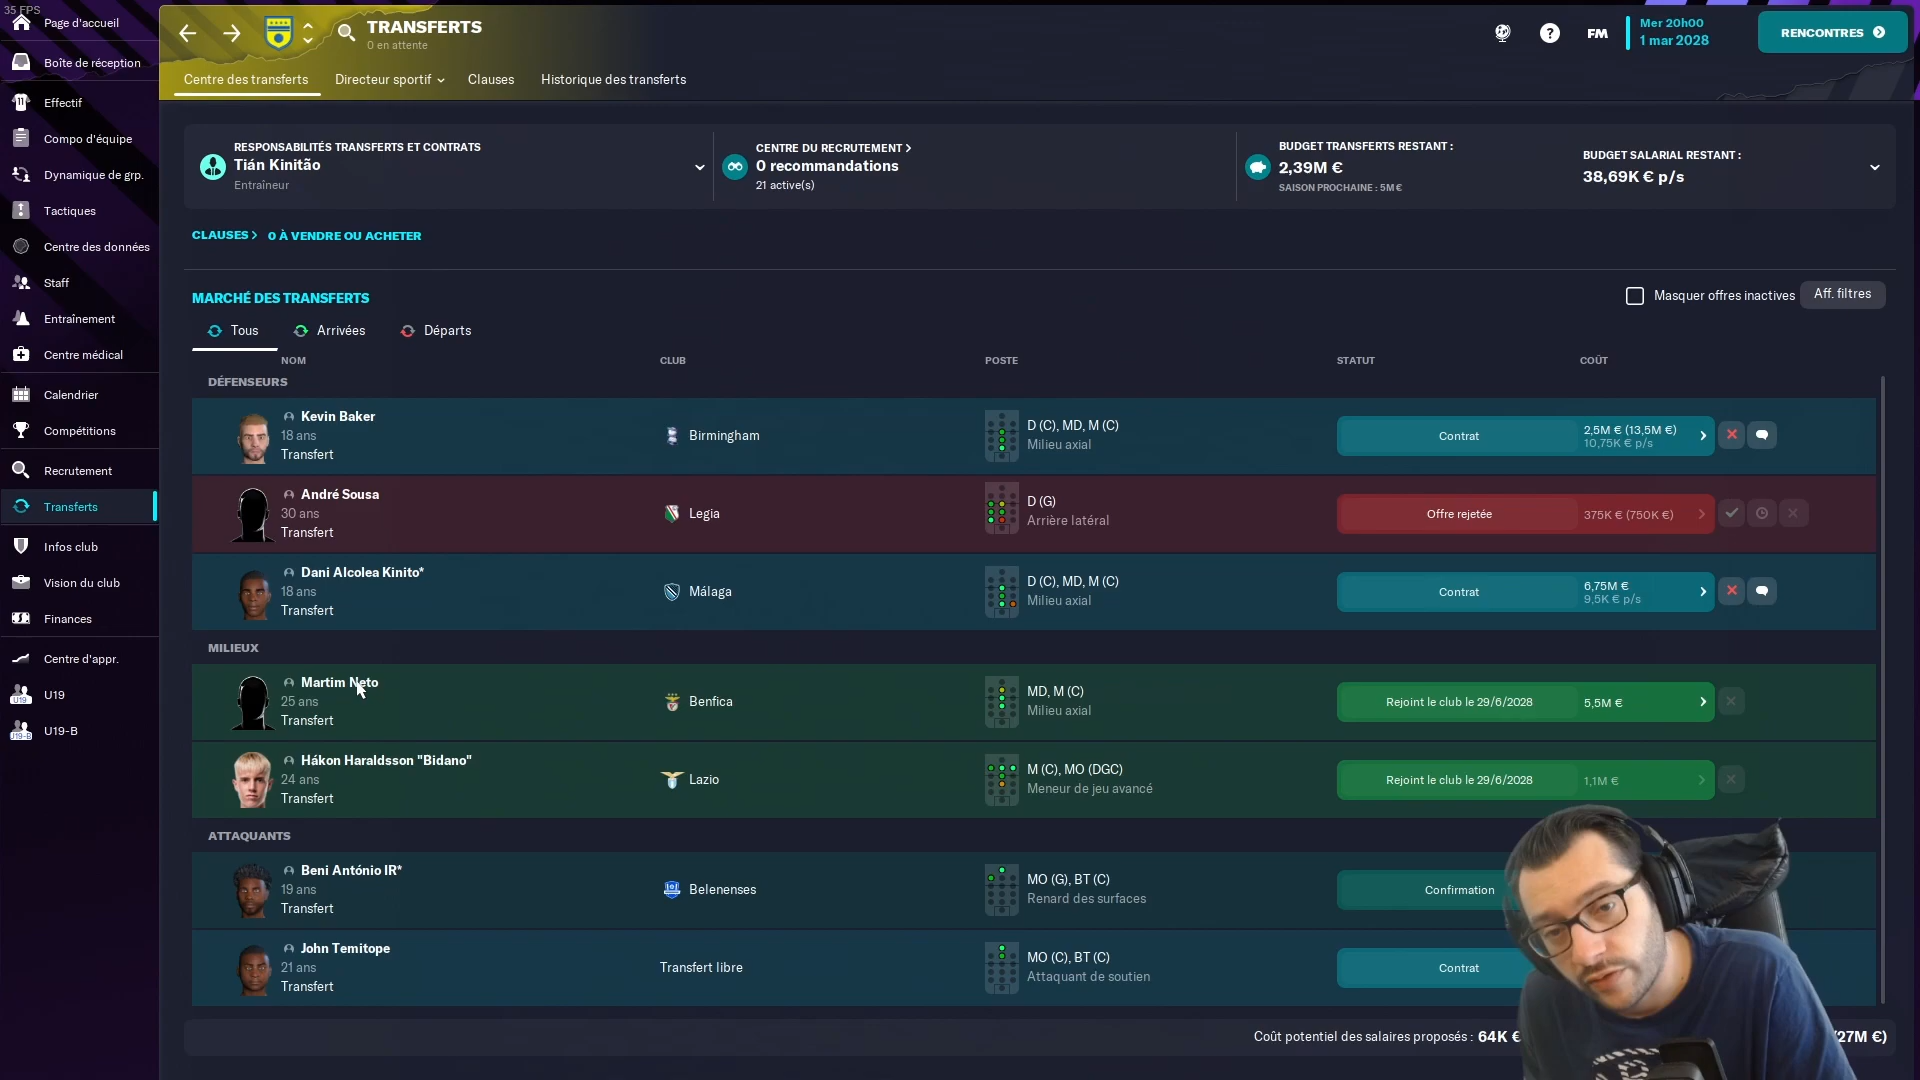 35 FPS
Page d'accueil
Boîte de réception
Effectif
Compo d'équipe
Dynamique de grp.
Tactiques
Centre des données
Staff
Entraînement
Centre médical
Calendrier
Compétitions
Recrutement
Transferts
Infos club
Vision du club
Finances
Centre d'appr.
U19
U19-B
TRANSFERTS
0 en attente
FM
Mer 20h00
1 mar 2028
RENCONTRES
Centre des transferts
Directeur sportif
Clauses
Historique des transferts
RESPONSABILITÉS TRANSFERTS ET CONTRATS
Tián Kinitão
Entraîneur
CENTRE DU RECRUTEMENT >
0 recommandations
21 active(s)
BUDGET TRANSFERTS RESTANT :
2,39M €
SAISON PROCHAINE : 5M €
BUDGET SALARIAL RESTANT :
38,69K € p/s
CLAUSES > 0 À VENDRE OU ACHETER
MARCHÉ DES TRANSFERTS
Masquer offres inactives
Aff. filtres
Tous
Arrivées
Départs
NOM CLUB POSTE STATUT COÛT
DÉFENSEURS
Kevin Baker
18 ans
Transfert
Birmingham
D (C), MD, M (C)
Milieu axial
Contrat
2,5M € (13,5M €)
10,75K € p/s
André Sousa
30 ans
Transfert
Legia
D (G)
Arrière latéral
Offre rejetée
375K € (750K €)
Dani Alcolea Kinito*
18 ans
Transfert
Málaga
D (C), MD, M (C)
Milieu axial
Contrat
6,75M €
9,5K € p/s
MILIEUX
Martim Neto
25 ans
Transfert
Benfica
MD, M (C)
Milieu axial
Rejoint le club le 29/6/2028
5,5M €
Hákon Haraldsson "Bidano"
24 ans
Transfert
Lazio
M (C), MO (DGC)
Meneur de jeu avancé
Rejoint le club le 29/6/2028
1,1M €
ATTAQUANTS
Beni António IR*
19 ans
Transfert
Belenenses
MO (G), BT (C)
Renard des surfaces
Confirmation
John Temitope
21 ans
Transfert
Transfert libre
MO (C), BT (C)
Attaquant de soutien
Contrat
Coût potentiel des salaires proposés : 64K €
27M €)